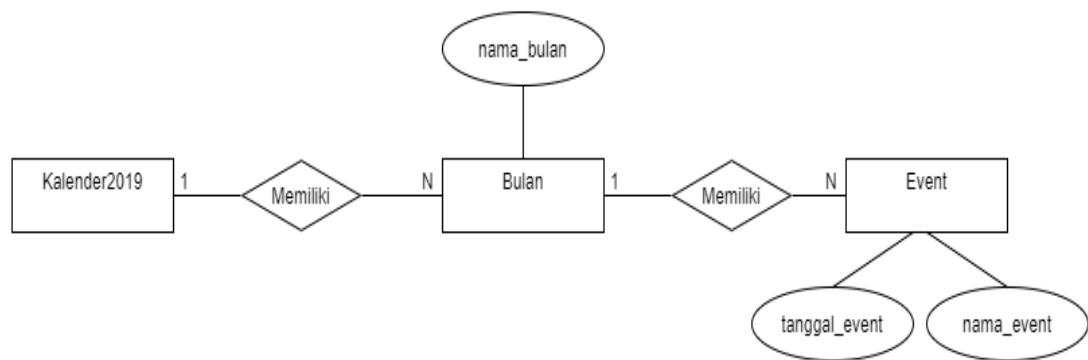 nama_bulan
Kalender2019
1
Memiliki
N
Bulan
1
Memiliki
N
Event
tanggal_event
nama_event